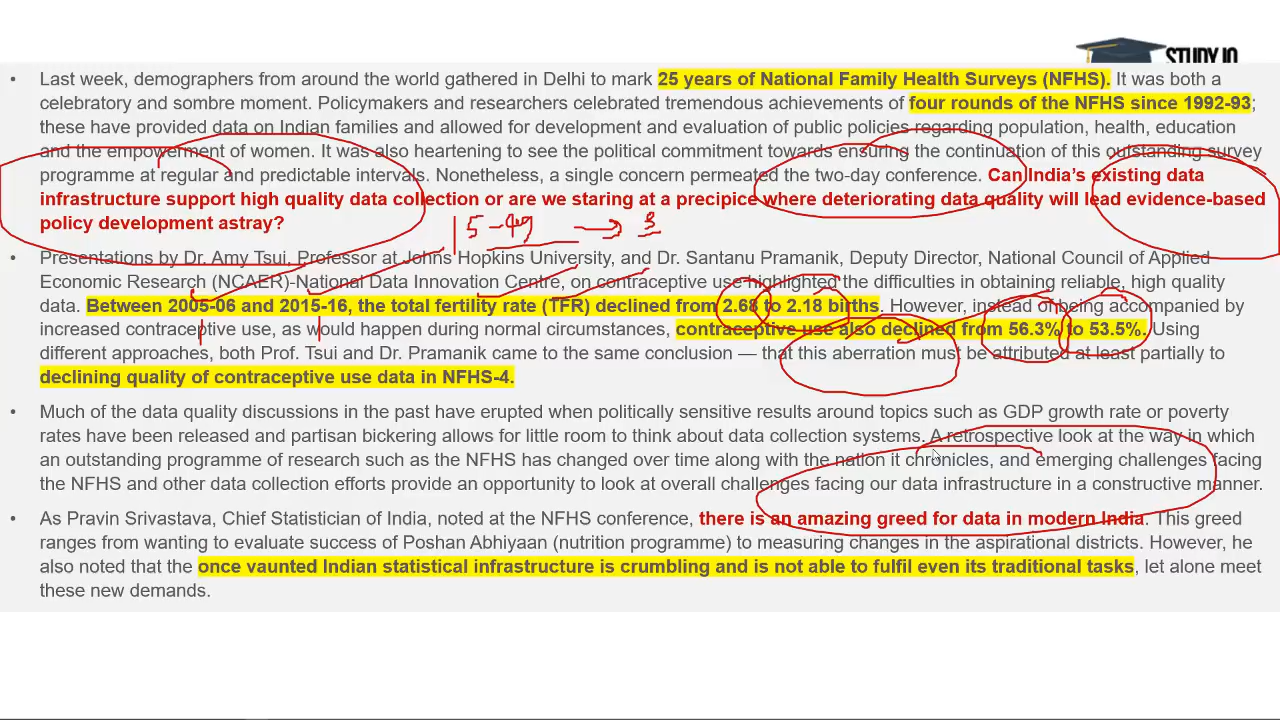 STUDY IQ
• Last week, demographers from around the world gathered in Delhi to mark 25 years of National Family Health Surveys (NFHS). It was both a
celebratory and sombre moment. Policymakers and researchers celebrated tremendous achievements of four rounds of the NFHS since 1992-93;
these have provided data on Indian families and allowed for development and evaluation of public policies regarding population, health, education
and the empowerment of women. It was also heartening to see the political commitment towards ensuring the continuation of this outstanding survey
programme at regular and predictable intervals. Nonetheless, a single concern permeated the two-day conference. Can India's existing data
infrastructure support high quality data collection or are we staring at a precipice where deteriorating data quality will lead evidence-based
policy development astray?
15-49 → 3
• Presentations by Dr. Amy Tsui, Professor at Johns Hopkins University, and Dr. Santanu Pramanik, Deputy Director, National Council of Applied
Economic Research (NCAER)-National Data Innovation Centre, on contraceptive use highlighted the difficulties in obtaining reliable, high quality
data. Between 2005-06 and 2015-16, the total fertility rate (TFR) declined from 2.68 to 2.18 births. However, instead of being accompanied by
increased contraceptive use, as would happen during normal circumstances, contraceptive use also declined from 56.3% to 53.5%. Using
different approaches, both Prof. Tsui and Dr. Pramanik came to the same conclusion — that this aberration must be attributed at least partially to
declining quality of contraceptive use data in NFHS-4.
• Much of the data quality discussions in the past have erupted when politically sensitive results around topics such as GDP growth rate or poverty
rates have been released and partisan bickering allows for little room to think about data collection systems. A retrospective look at the way in which
an outstanding programme of research such as the NFHS has changed over time along with the nation it chronicles, and emerging challenges facing
the NFHS and other data collection efforts provide an opportunity to look at overall challenges facing our data infrastructure in a constructive manner.
• As Pravin Srivastava, Chief Statistician of India, noted at the NFHS conference, there is an amazing greed for data in modern India. This greed
ranges from wanting to evaluate success of Poshan Abhiyaan (nutrition programme) to measuring changes in the aspirational districts. However, he
also noted that the once vaunted Indian statistical infrastructure is crumbling and is not able to fulfil even its traditional tasks, let alone meet
these new demands.